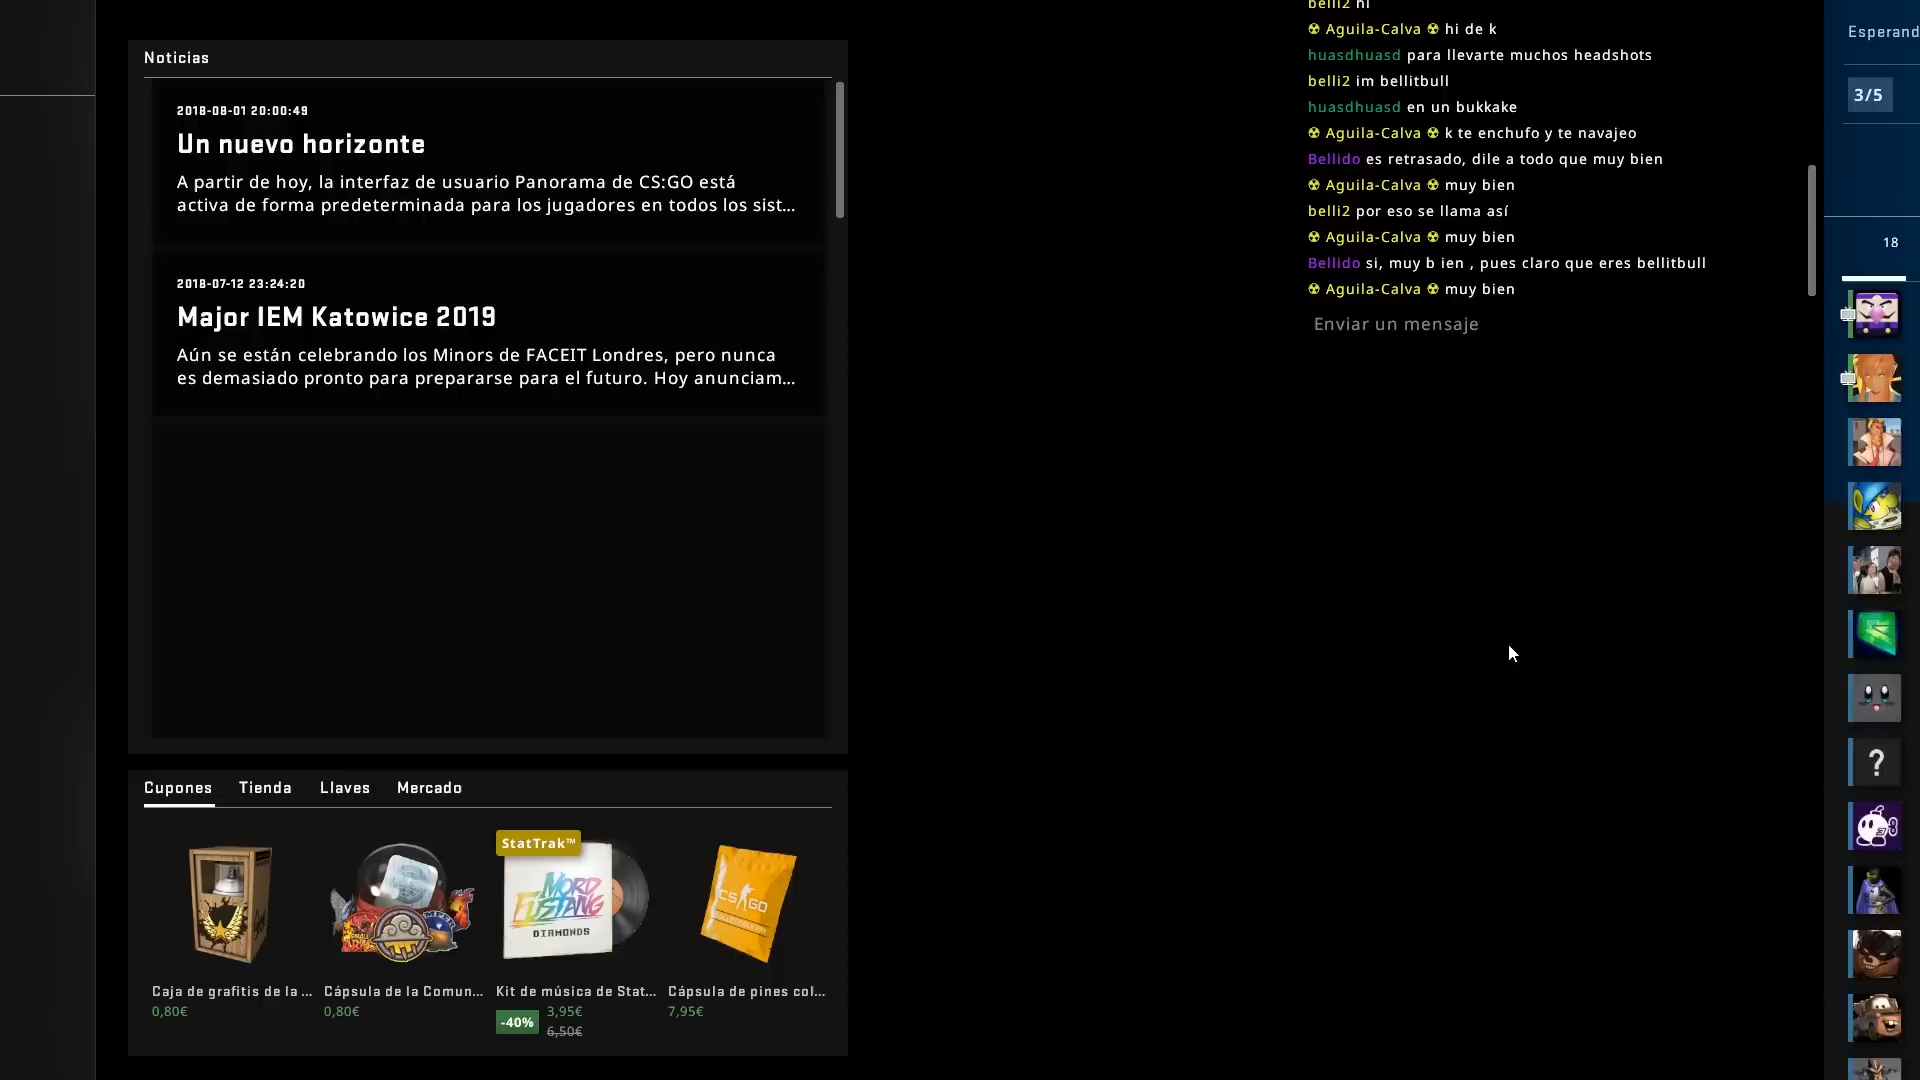 Noticias
2018-08-01 20:00:49
Un nuevo horizonte
A partir de hoy, la interfaz de usuario Panorama de CS:GO está
activa de forma predeterminada para los jugadores en todos los sist...
2018-07-12 23:24:20
Major IEM Katowice 2019
Aún se están celebrando los Minors de FACEIT Londres, pero nunca
es demasiado pronto para prepararse para el futuro. Hoy anunciam...
Cupones Tienda Llaves Mercado
StatTrak™
MORD
FUSTANG
DIAMONDS
CS GO
Caja de grafitis de la ...
0,80€
Cápsula de la Comun...
0,80€
Kit de música de Stat...
-40%
3,95€
6,50€
Cápsula de pines col...
7,95€
belli2 hi
☢ Aguila-Calva ☢ hi de k
huasdhuasd para llevarte muchos headshots
belli2 im bellitbull
huasdhuasd en un bukkake
☢ Aguila-Calva ☢ k te enchufo y te navajeo
Bellido es retrasado, dile a todo que muy bien
☢ Aguila-Calva ☢ muy bien
belli2 por eso se llama así
☢ Aguila-Calva ☢ muy bien
Bellido si, muy b ien , pues claro que eres bellitbull
☢ Aguila-Calva ☢ muy bien
Enviar un mensaje
Esperand
3/5
18
?